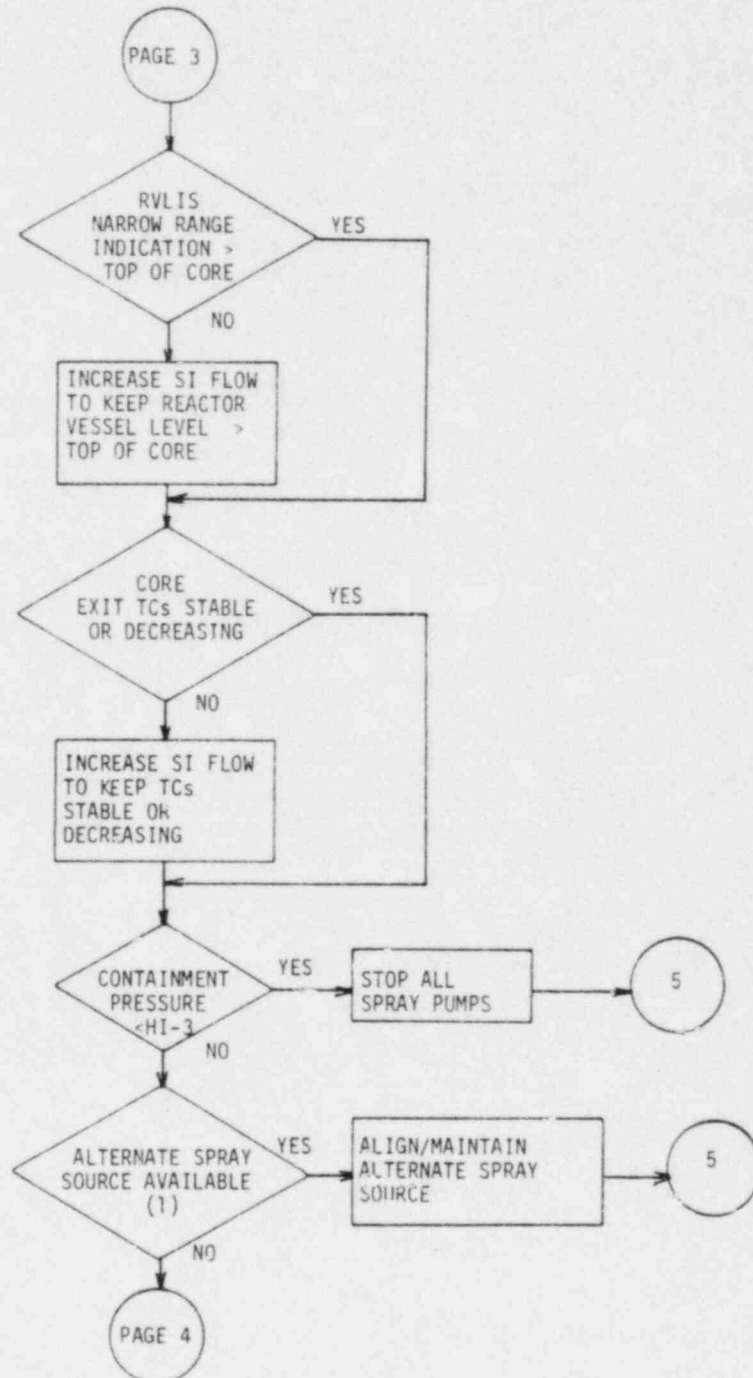 PAGE 3
RVLIS
NARROW RANGE
INDICATION >
TOP OF CORE
YES
NO
INCREASE SI FLOW
TO KEEP REACTOR
VESSEL LEVEL >
TOP OF CORE
CORE
EXIT TCs STABLE
OR DECREASING
YES
NO
INCREASE SI FLOW
TO KEEP TCs
STABLE OR
DECREASING
CONTAINMENT
PRESSURE
<HI-3
YES
STOP ALL
SPRAY PUMPS
5
NO
ALTERNATE SPRAY
SOURCE AVAILABLE
(1)
YES
ALIGN/MAINTAIN
ALTERNATE SPRAY
SOURCE
5
NO
PAGE 4